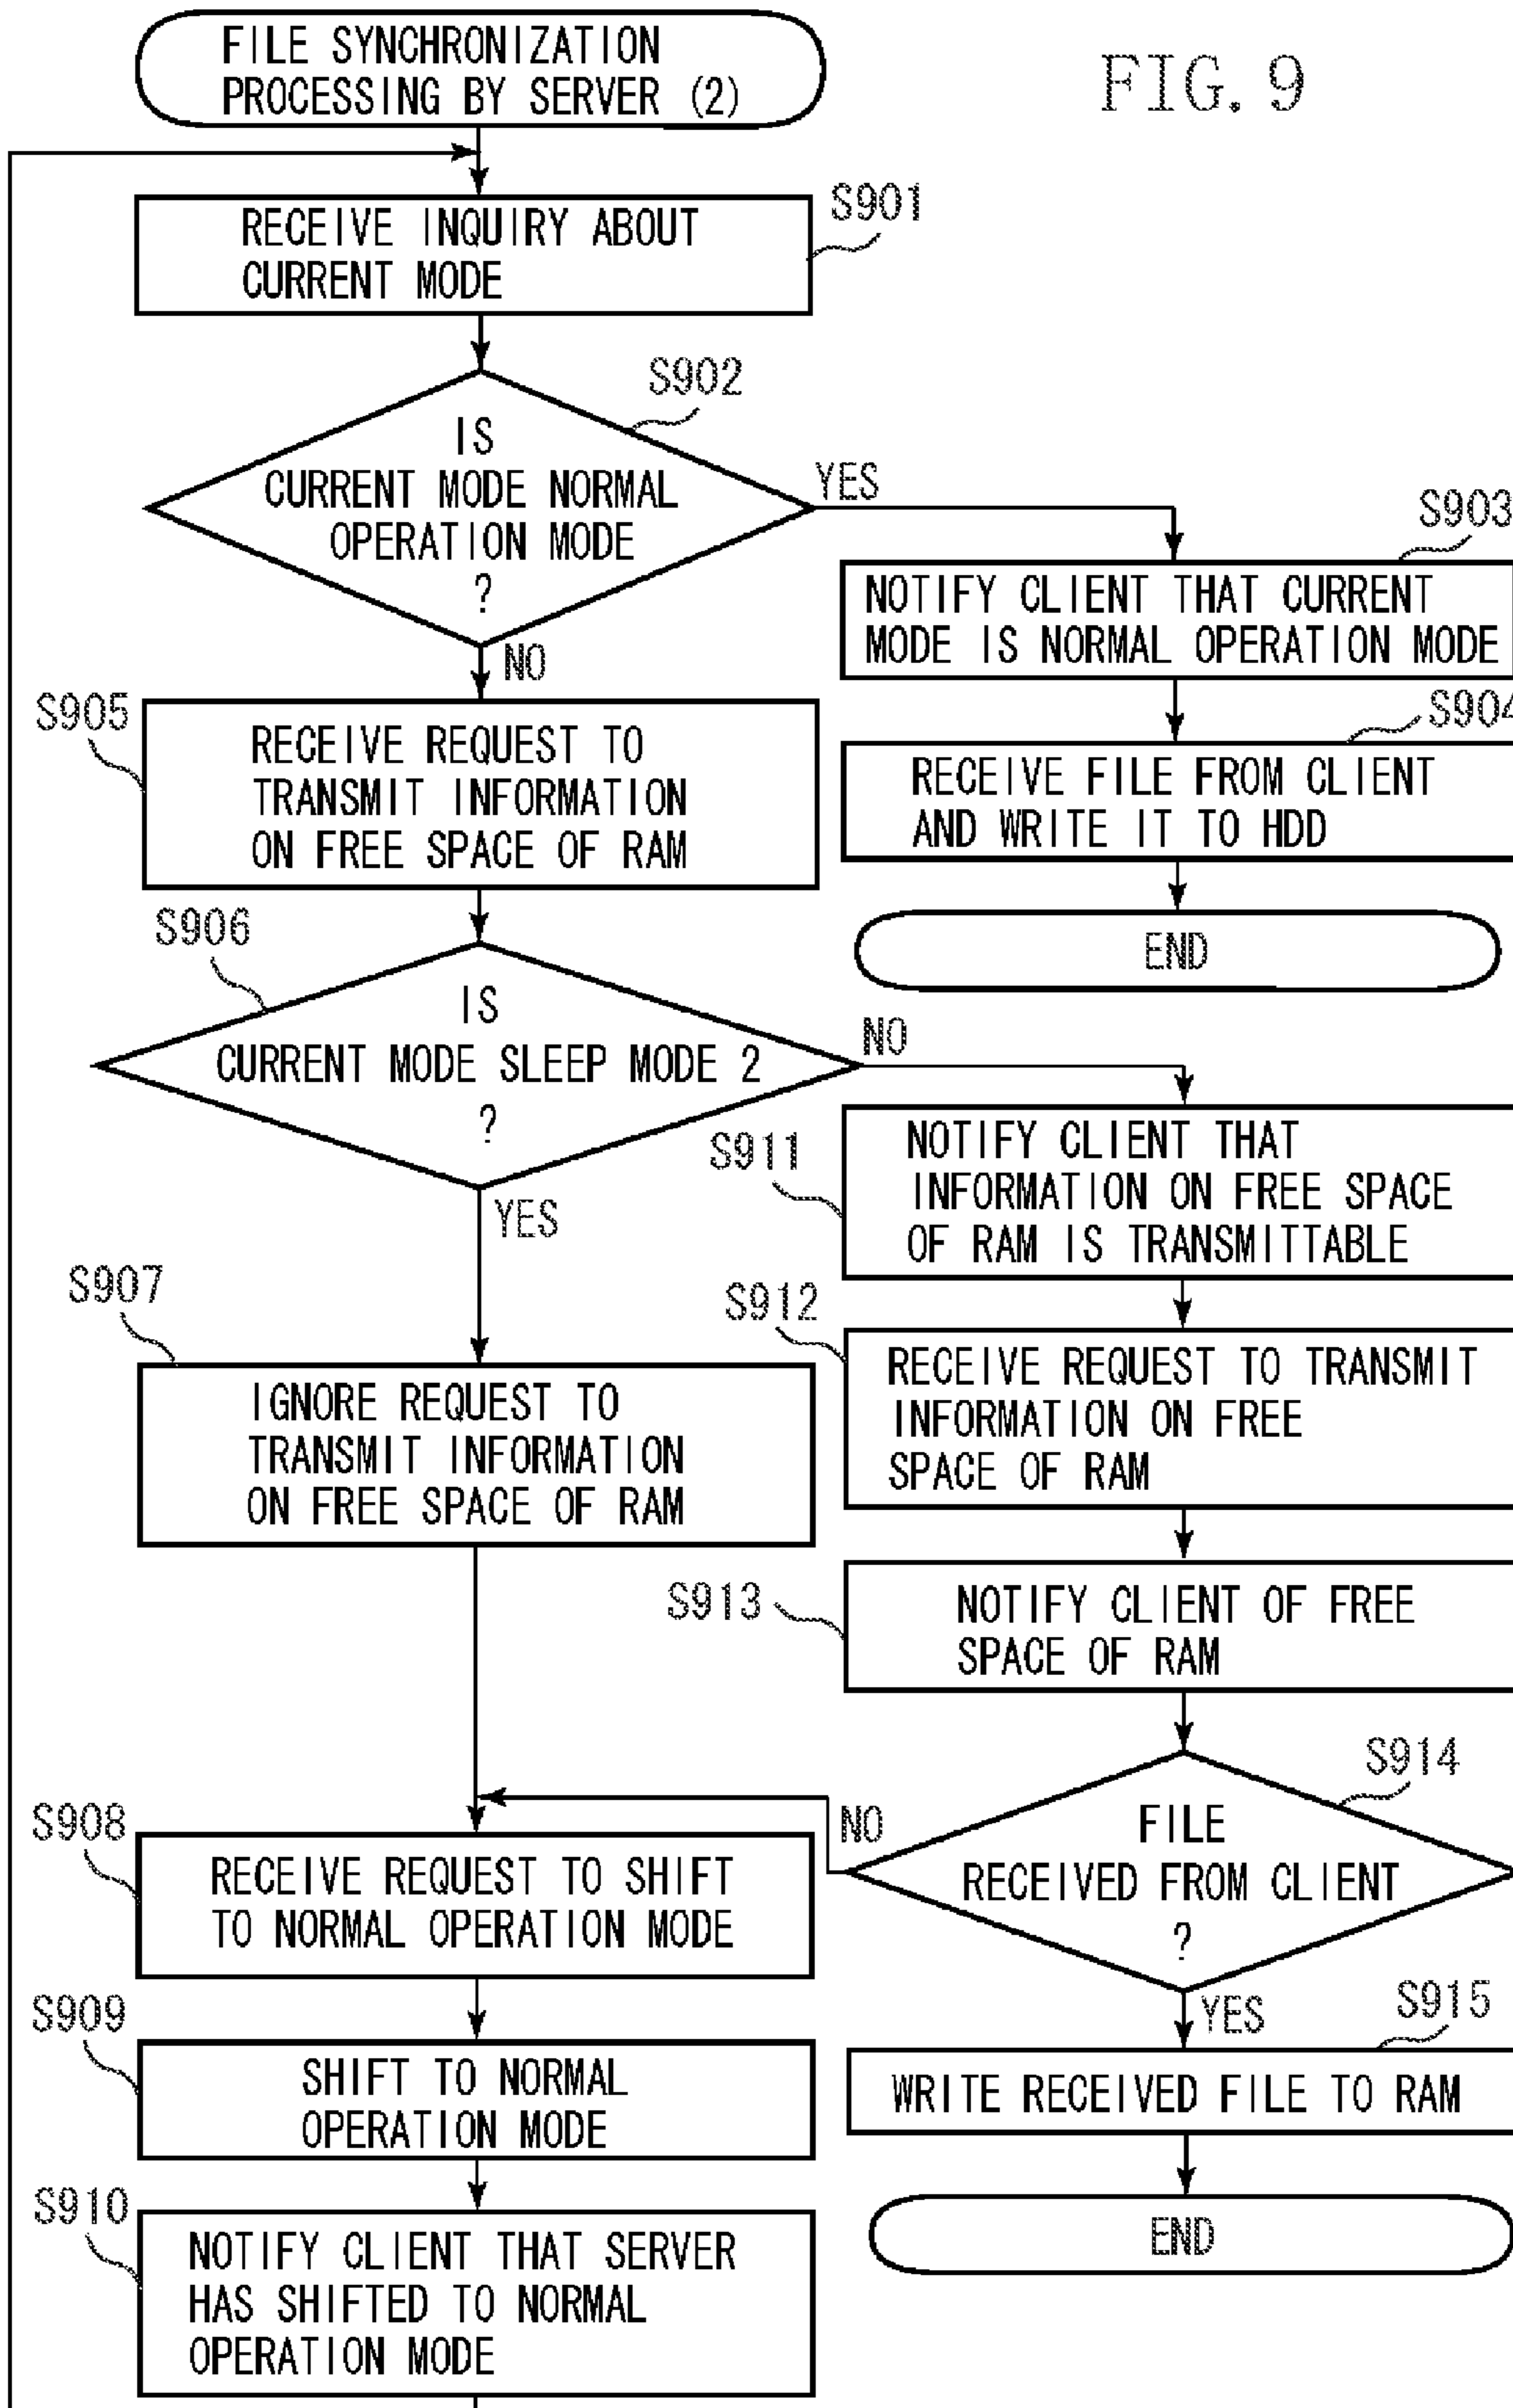 FILE SYNCHRONIZATION
PROCESSING BY SERVER (2)
FIG. 9
S901
RECEIVE INQUIRY ABOUT
CURRENT MODE
S902
IS
CURRENT MODE NORMAL
OPERATION MODE
?
YES
NO
S903
NOTIFY CLIENT THAT CURRENT
MODE IS NORMAL OPERATION MODE
S904
RECEIVE FILE FROM CLIENT
AND WRITE IT TO HDD
END
S905
RECEIVE REQUEST TO
TRANSMIT INFORMATION
ON FREE SPACE OF RAM
S906
IS
CURRENT MODE SLEEP MODE 2
?
NO
YES
S907
IGNORE REQUEST TO
TRANSMIT INFORMATION
ON FREE SPACE OF RAM
S911
NOTIFY CLIENT THAT
INFORMATION ON FREE SPACE
OF RAM IS TRANSMITTABLE
S912
RECEIVE REQUEST TO TRANSMIT
INFORMATION ON FREE
SPACE OF RAM
S913
NOTIFY CLIENT OF FREE
SPACE OF RAM
S914
FILE
RECEIVED FROM CLIENT
?
NO
YES
S908
RECEIVE REQUEST TO SHIFT
TO NORMAL OPERATION MODE
S909
SHIFT TO NORMAL
OPERATION MODE
S910
NOTIFY CLIENT THAT SERVER
HAS SHIFTED TO NORMAL
OPERATION MODE
S915
WRITE RECEIVED FILE TO RAM
END